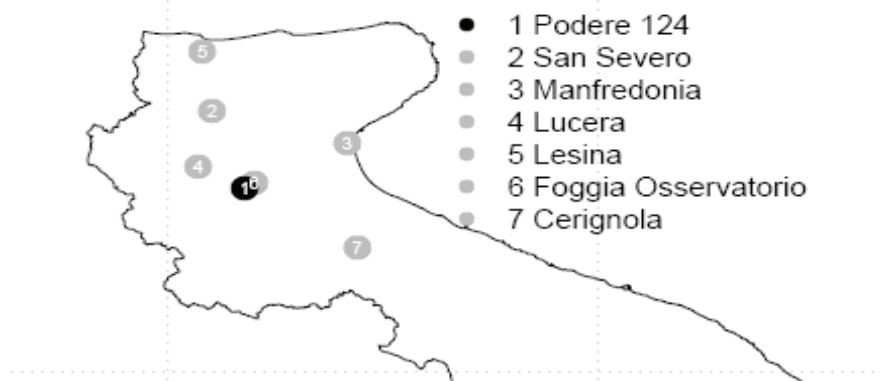 1 Podere 124
5
2 San Severo
3 Manfredonia
2
4 Lucera
3
5 Lesina
4
6 Foggia Osservatorio
1
6
7 Cerignola
7